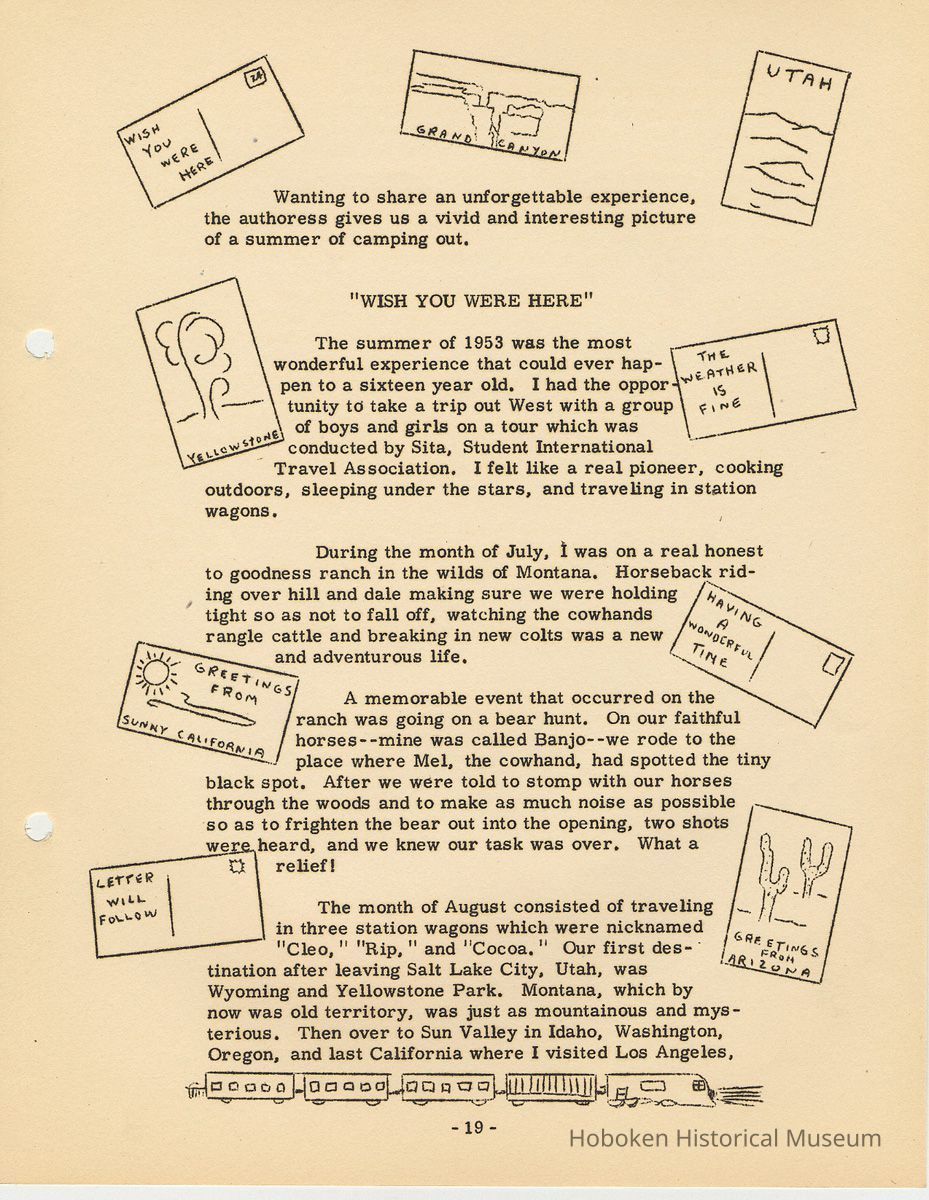 WISH
YOU
WERE
HERE
2¢
GRAND CANYON
UTAH
Wanting to share an unforgettable experience,
the authoress gives us a vivid and interesting picture
of a summer of camping out.
"WISH YOU WERE HERE"
The summer of 1953 was the most
wonderful experience that could ever hap-
pen to a sixteen year old. I had the oppor-
tunity to take a trip out West with a group
of boys and girls on a tour which was
conducted by Sita, Student International
Travel Association. I felt like a real pioneer, cooking
outdoors, sleeping under the stars, and traveling in station
wagons.
YELLOWSTONE
THE
WEATHER
IS
FINE
During the month of July, I was on a real honest
to goodness ranch in the wilds of Montana. Horseback rid-
ing over hill and dale making sure we were holding
tight so as not to fall off, watching the cowhands
rangle cattle and breaking in new colts was a new
and adventurous life.
HAVING
A
WONDERFUL
TIME
GREETINGS
FROM
SUNNY CALIFORNIA
A memorable event that occurred on the
ranch was going on a bear hunt. On our faithful
horses--mine was called Banjo--we rode to the
place where Mel, the cowhand, had spotted the tiny
black spot. After we were told to stomp with our horses
through the woods and to make as much noise as possible
so as to frighten the bear out into the opening, two shots
were heard, and we knew our task was over. What a
relief!
LETTER
WILL
FOLLOW
GREETINGS
FROM
ARIZONA
The month of August consisted of traveling
in three station wagons which were nicknamed
"Cleo," "Rip," and "Cocoa." Our first des-
tination after leaving Salt Lake City, Utah, was
Wyoming and Yellowstone Park. Montana, which by
now was old territory, was just as mountainous and mys-
terious. Then over to Sun Valley in Idaho, Washington,
Oregon, and last California where I visited Los Angeles,
- 19 -
Hoboken Historical Museum